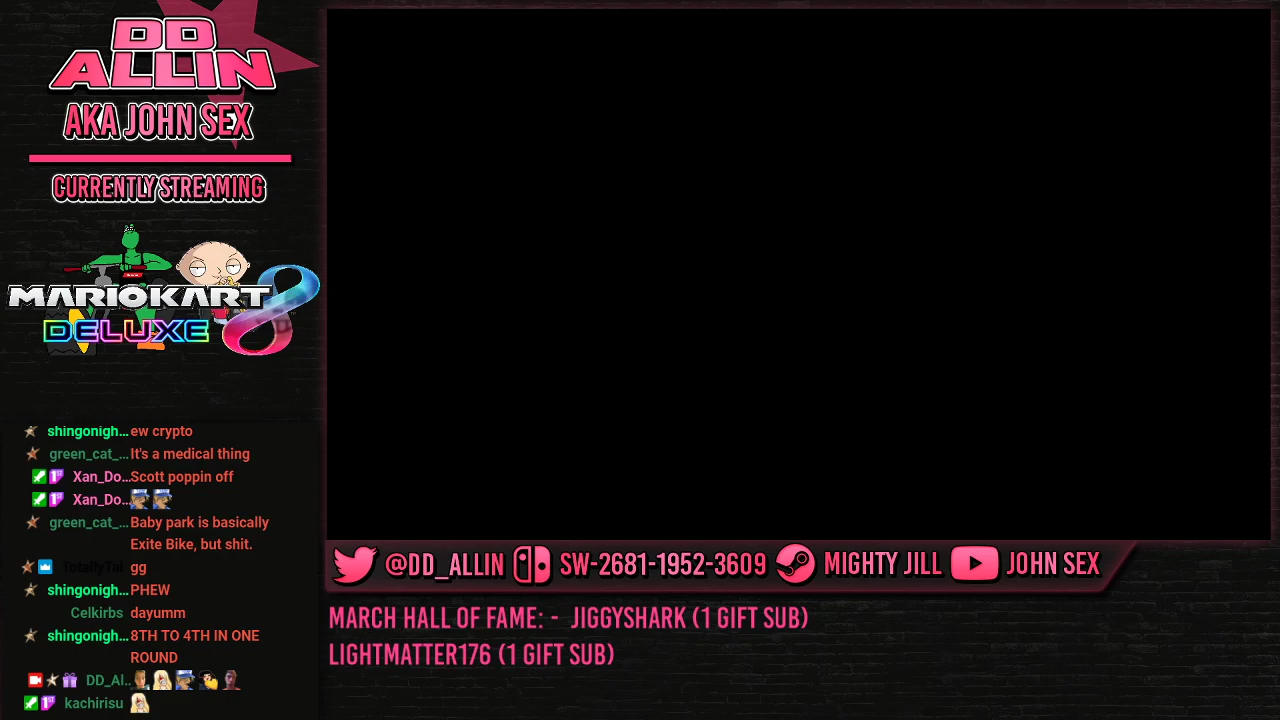 DD
ALLIN
AKA JOHN SEX
CURRENTLY STREAMING
MARIOKART 8
DELUXE
shingonigh... ew crypto
green_cat_... It's a medical thing
Xan_Do... Scott poppin off
Xan_Do...
green_cat_... Baby park is basically
Exite Bike, but shit.
TotallyTai gg
shingonigh... PHEW
Celkirbs dayumm
shingonigh... 8TH TO 4TH IN ONE
ROUND
DD_Al...
kachirisu
@DD_ALLIN SW-2681-1952-3609 MIGHTY JILL JOHN SEX
MARCH HALL OF FAME: - JIGGYSHARK (1 GIFT SUB)
LIGHTMATTER176 (1 GIFT SUB)